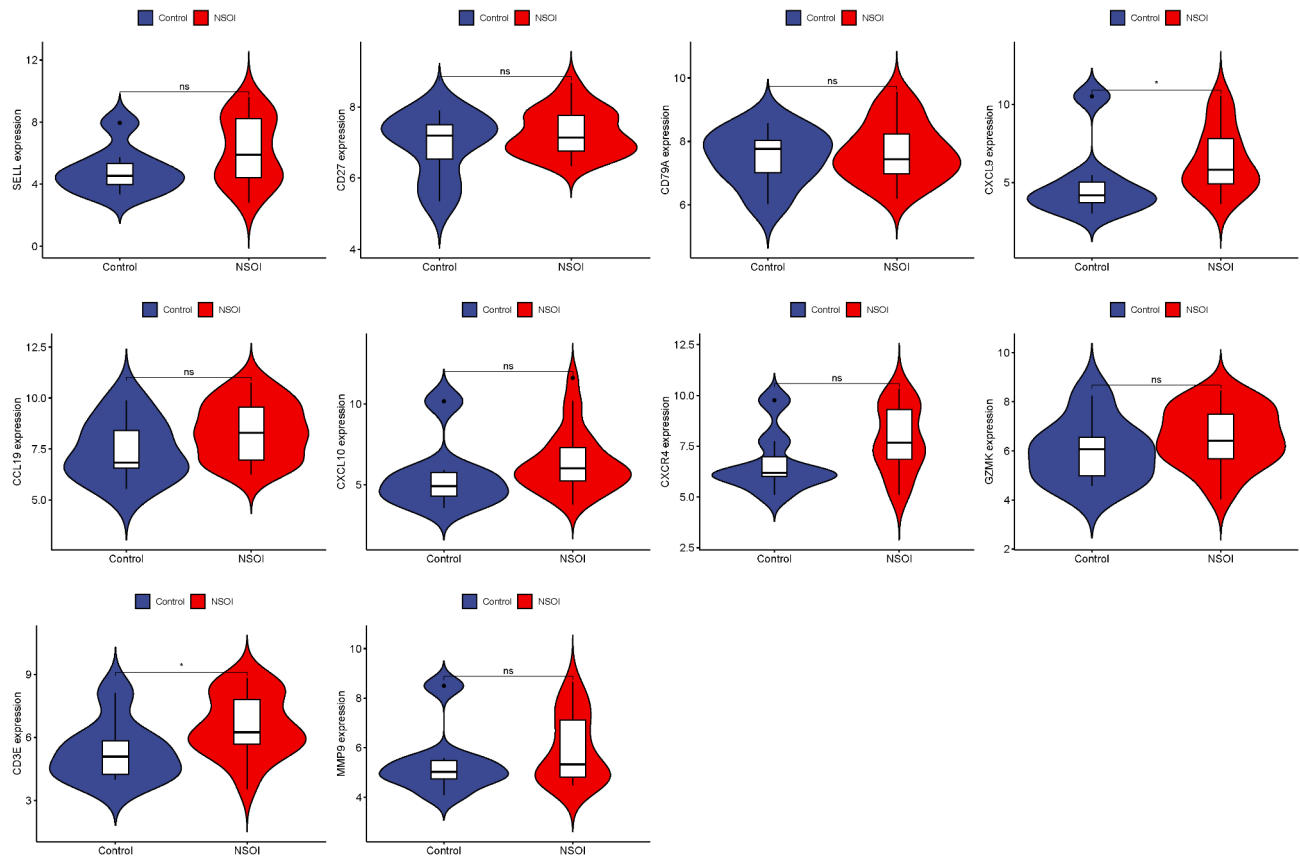 Control NSOI
SELL expression
12
8
4
0
ns
Control NSOI
Control NSOI
CD27 expression
8
6
4
ns
Control NSOI
Control NSOI
CD79A expression
10
8
6
ns
Control NSOI
Control NSOI
CXCL9 expression
10
5
*
Control NSOI
Control NSOI
CCL19 expression
12.5
10.0
7.5
5.0
ns
Control NSOI
Control NSOI
CXCL10 expression
10
5
ns
Control NSOI
Control NSOI
CXCR4 expression
12.5
10.0
7.5
5.0
2.5
ns
Control NSOI
Control NSOI
GZMK expression
10
8
6
4
2
ns
Control NSOI
Control NSOI
CD3E expression
9
6
3
*
Control NSOI
Control NSOI
MMP9 expression
10
8
6
4
ns
Control NSOI